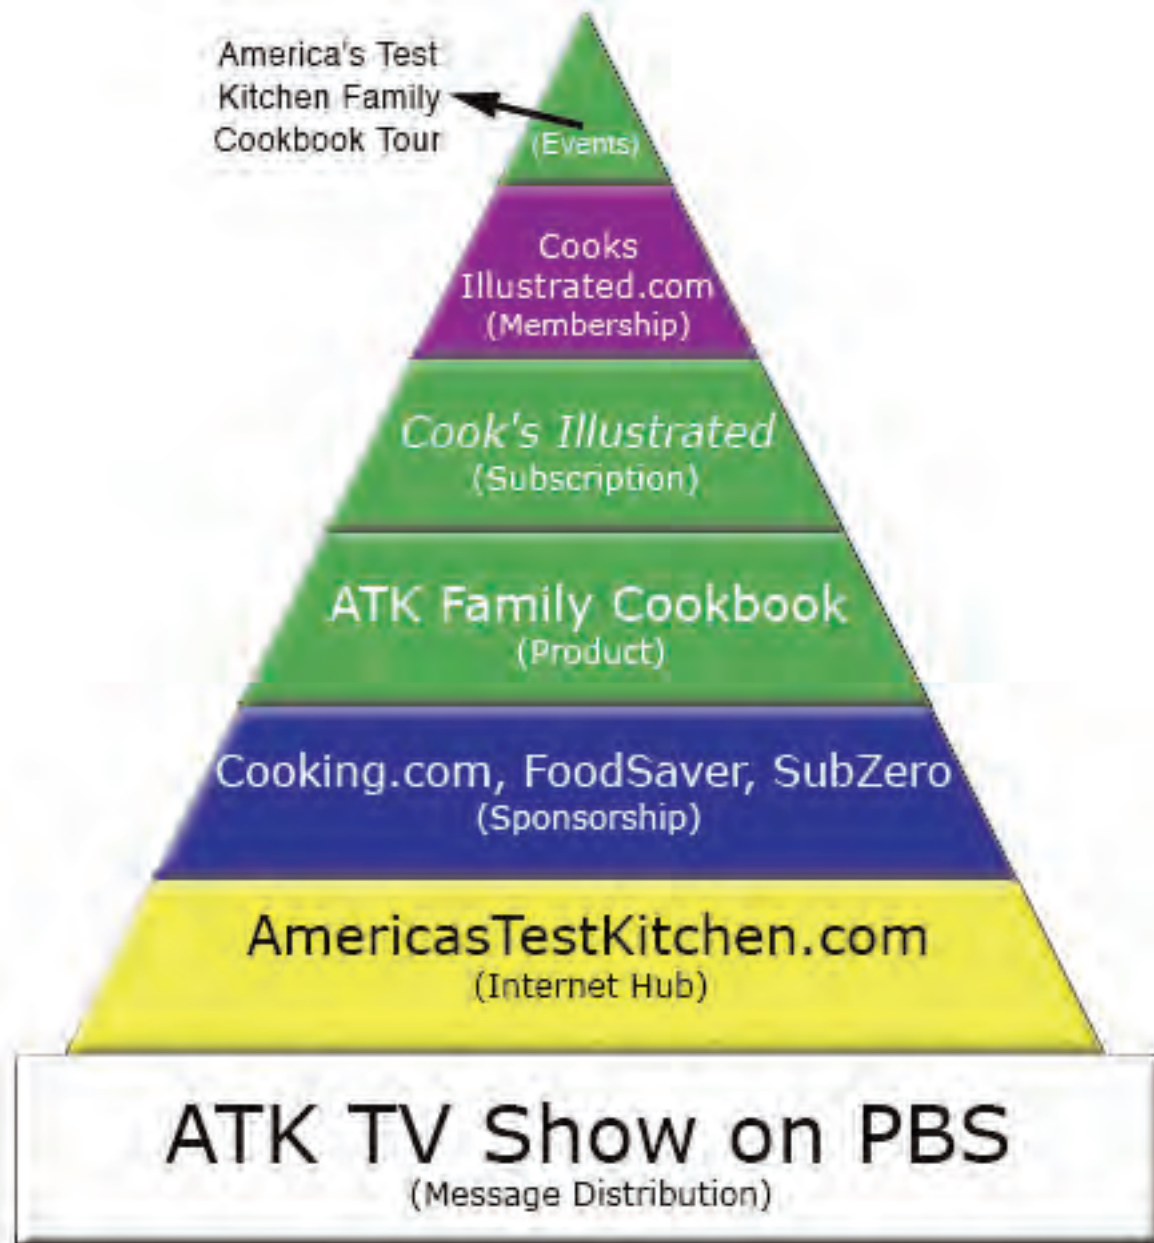 America's Test
Kitchen Family
Cookbook Tour
(Events)
Cooks
Illustrated.com
(Membership)
Cook's Illustrated
(Subscription)
ATK Family Cookbook
(Product)
Cooking.com, FoodSaver, SubZero
(Sponsorship)
AmericasTestKitchen.com
(Internet Hub)
ATK TV Show on PBS
(Message Distribution)